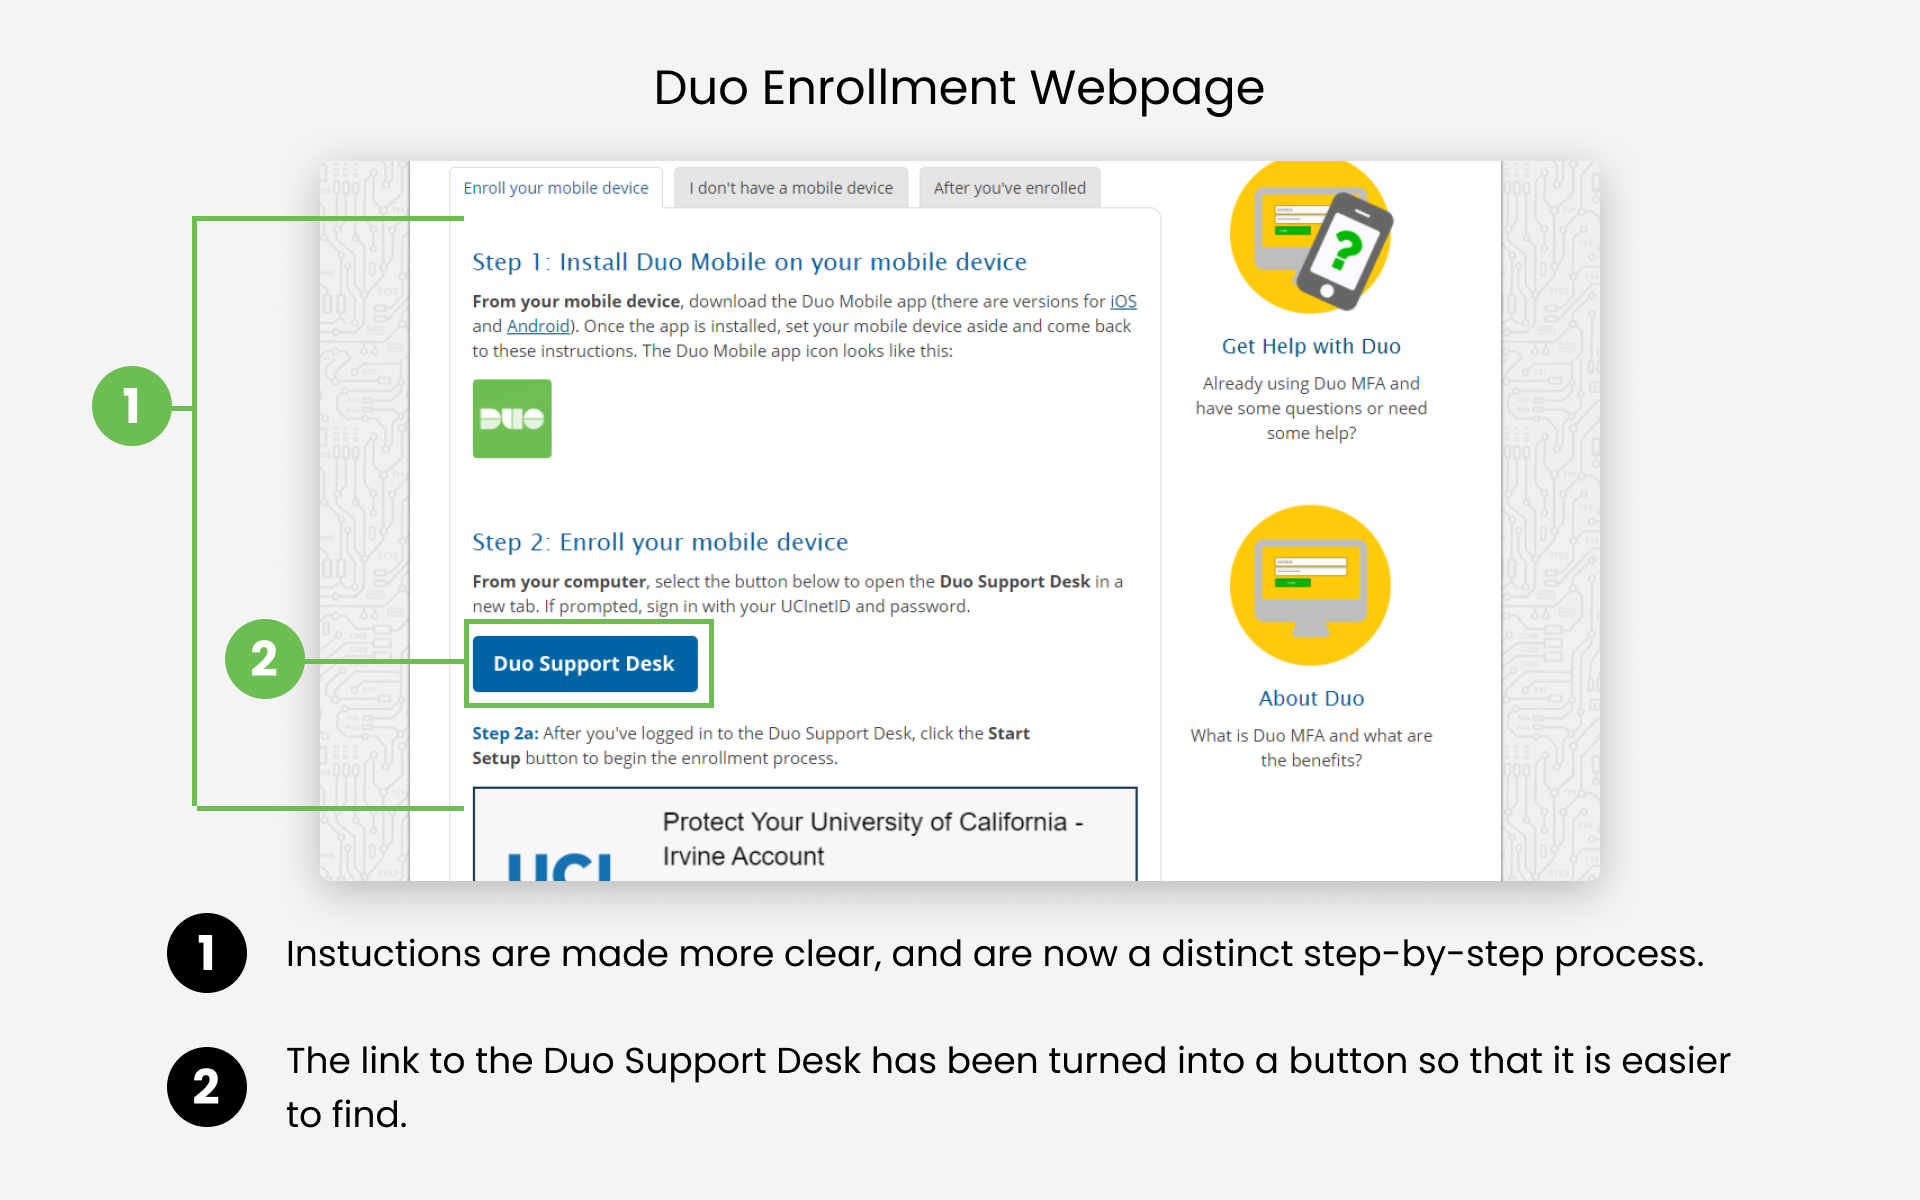 Duo Enrollment Webpage
Enroll your mobile device
I don't have a mobile device
After you've enrolled
Step 1: Install Duo Mobile on your mobile device
From your mobile device, download the Duo Mobile app (there are versions for iOS
and Android). Once the app is installed, set your mobile device aside and come back
to these instructions. The Duo Mobile app icon looks like this:
DUO
1
Step 2: Enroll your mobile device
From your computer, select the button below to open the Duo Support Desk in a
new tab. If prompted, sign in with your UCInetID and password.
2
Duo Support Desk
Step 2a: After you've logged in to the Duo Support Desk, click the Start
Setup button to begin the enrollment process.
Protect Your University of California -
Irvine Account
UCI
?
Get Help with Duo
Already using Duo MFA and
have some questions or need
some help?
About Duo
What is Duo MFA and what are
the benefits?
1
Instuctions are made more clear, and are now a distinct step-by-step process.
2
The link to the Duo Support Desk has been turned into a button so that it is easier
to find.